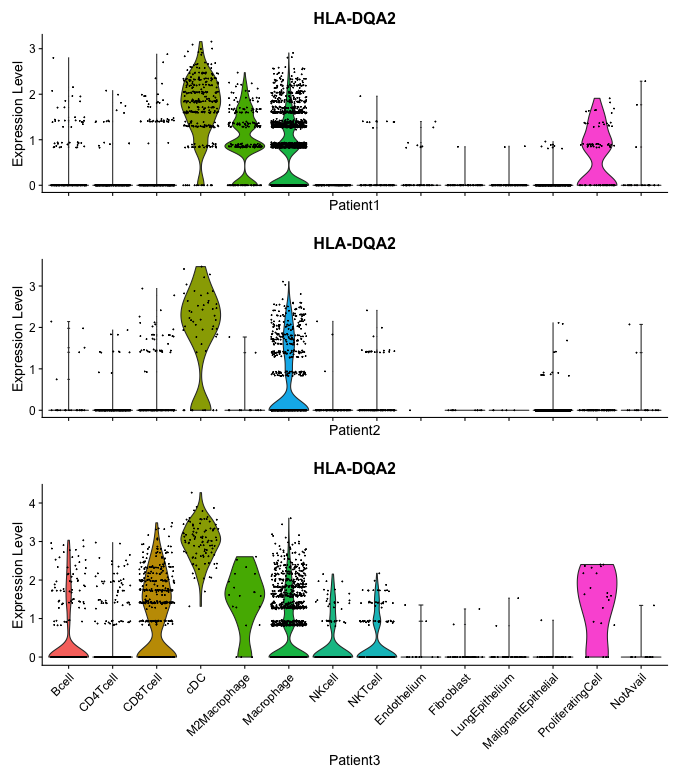 HLA-DQA2
Expression Level
3
2
1
0
Patient1
HLA-DQA2
Expression Level
3
2
1
0
Patient2
HLA-DQA2
Expression Level
4
3
2
1
0
Bcell
CD4Tcell
CD8Tcell
cDC
M2Macrophage
Macrophage
NKcell
NKTcell
Endothelium
Fibroblast
LungEpithelium
MalignantEpithelial
ProliferatingCell
NotAvail
Patient3